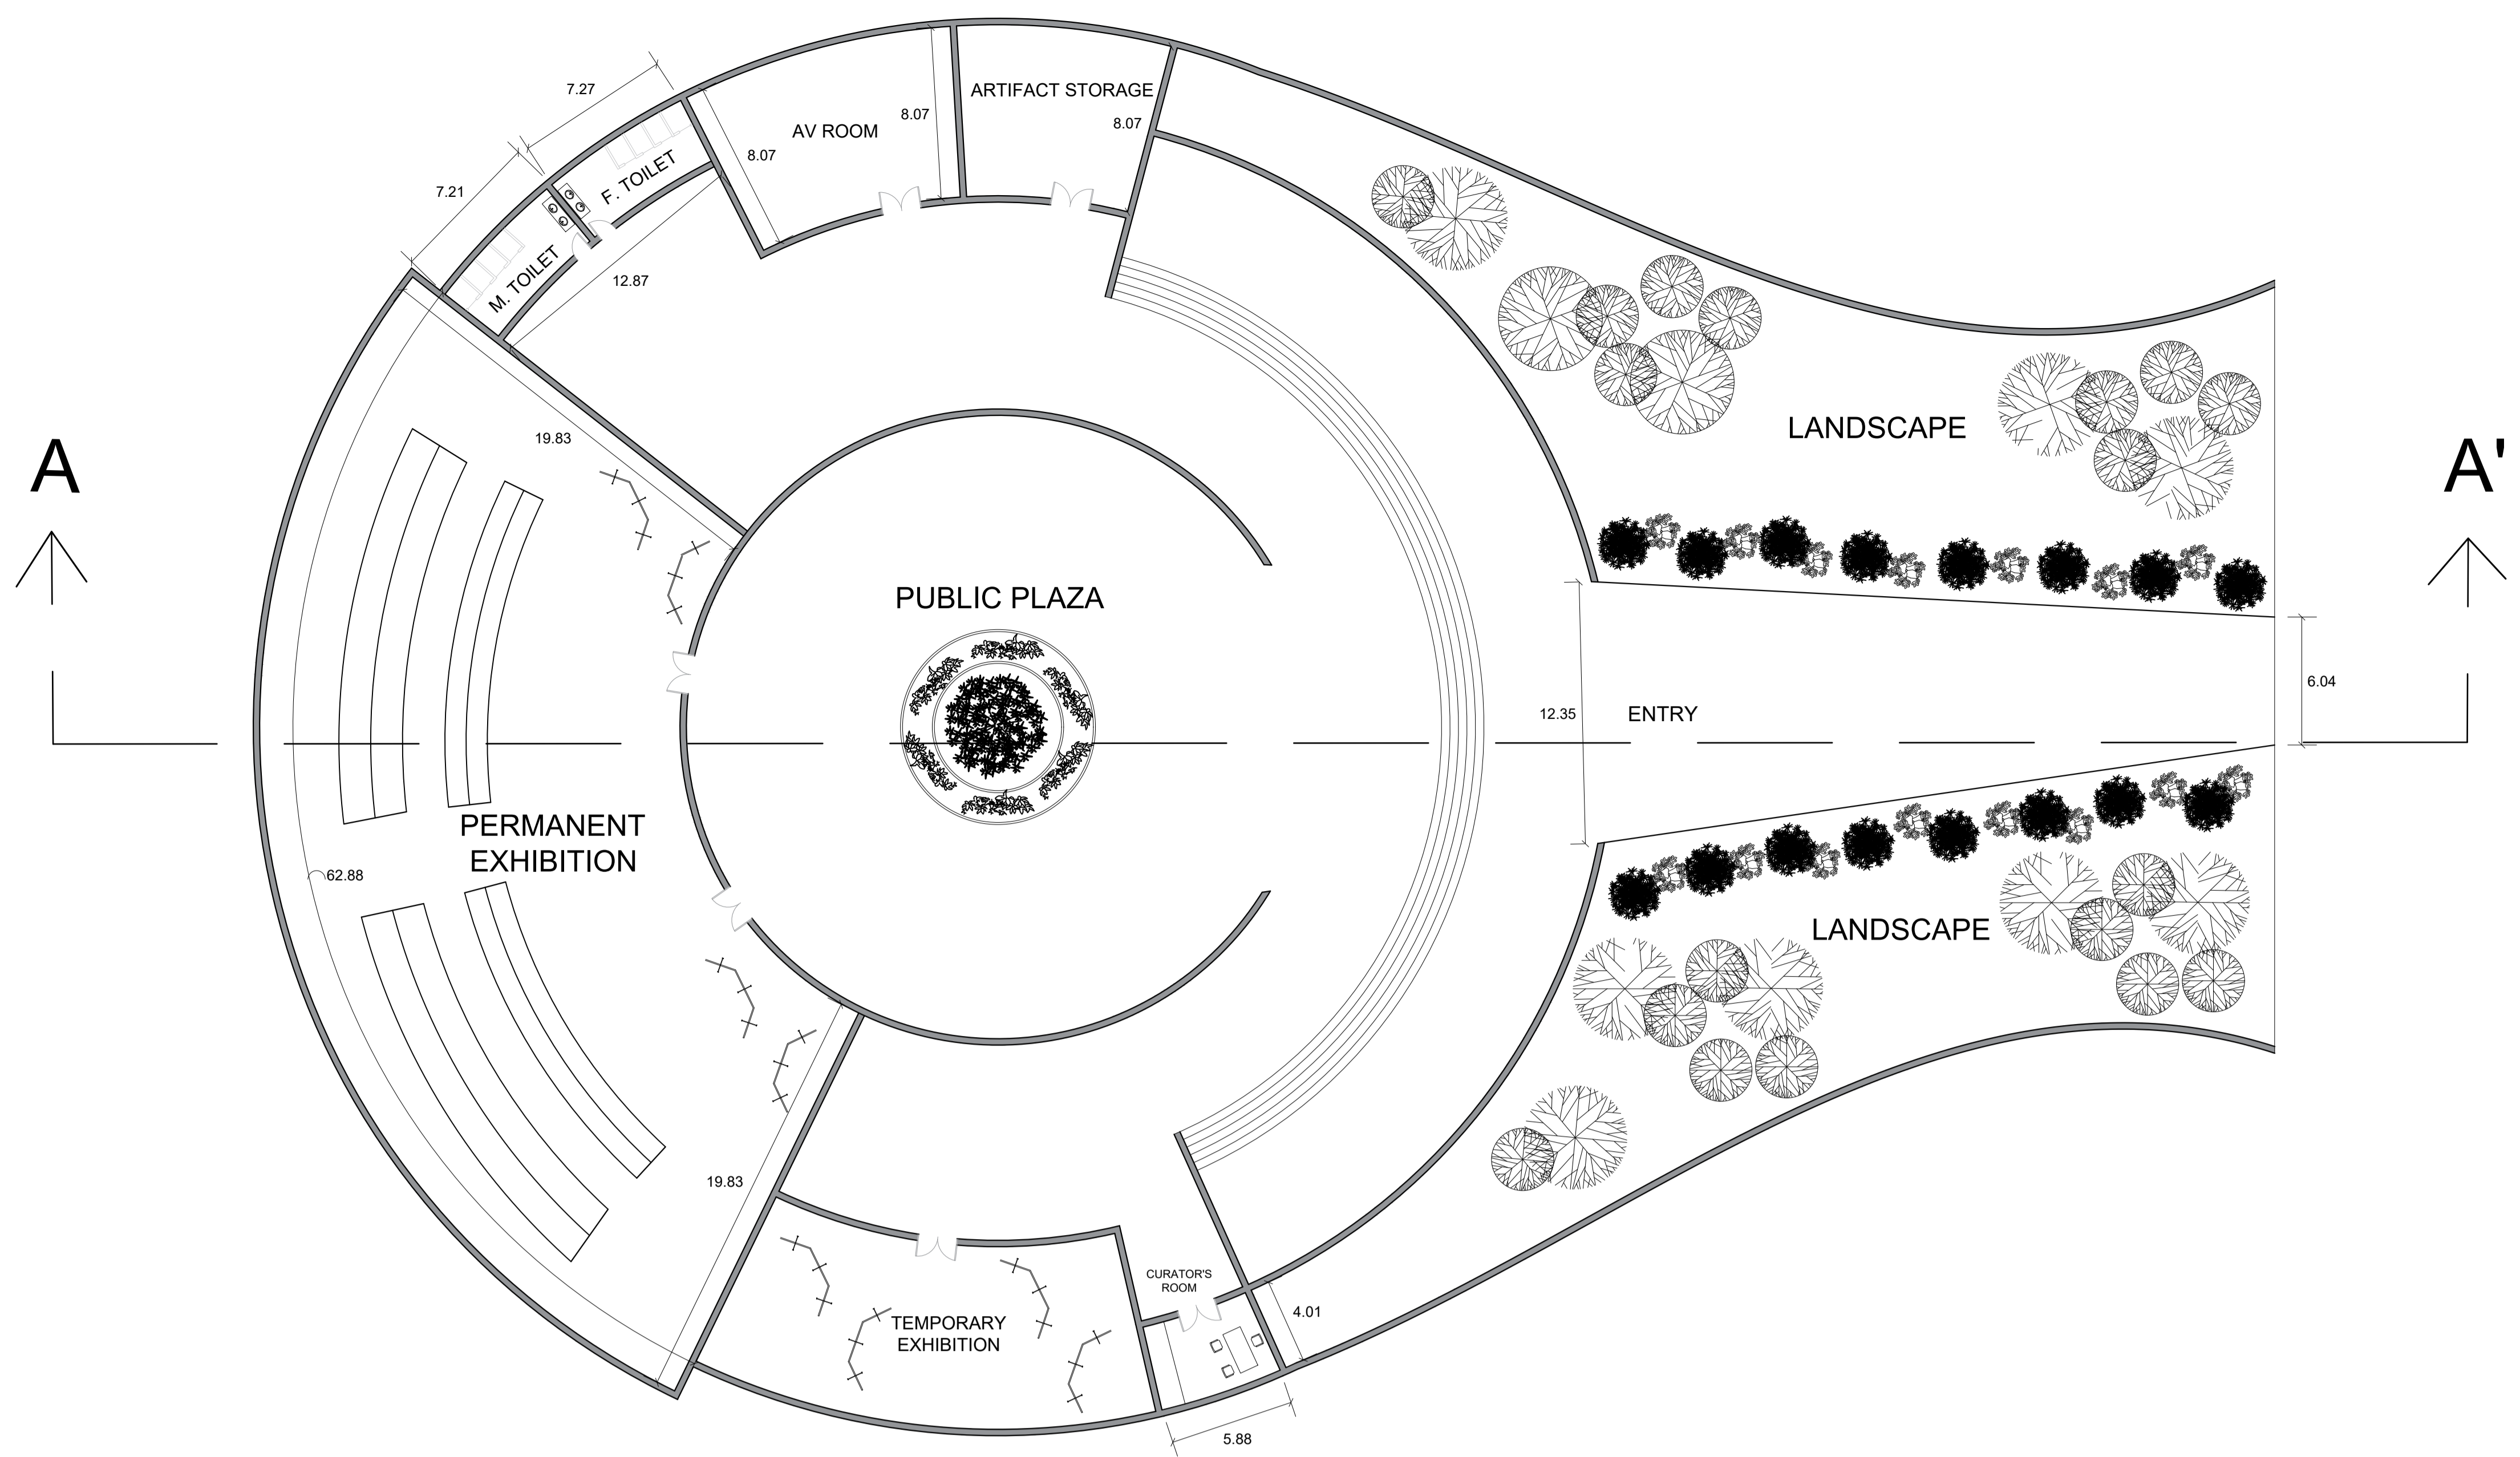 7.27
ARTIFACT STORAGE
8.07
8.07
AV ROOM
8.07
F. TOILET
7.21
M. TOILET
12.87
LANDSCAPE
19.83
A
A'
PUBLIC PLAZA
6.04
12.35
ENTRY
PERMANENT
EXHIBITION
62.88
LANDSCAPE
19.83
CURATOR'S
ROOM
4.01
TEMPORARY
EXHIBITION
5.88